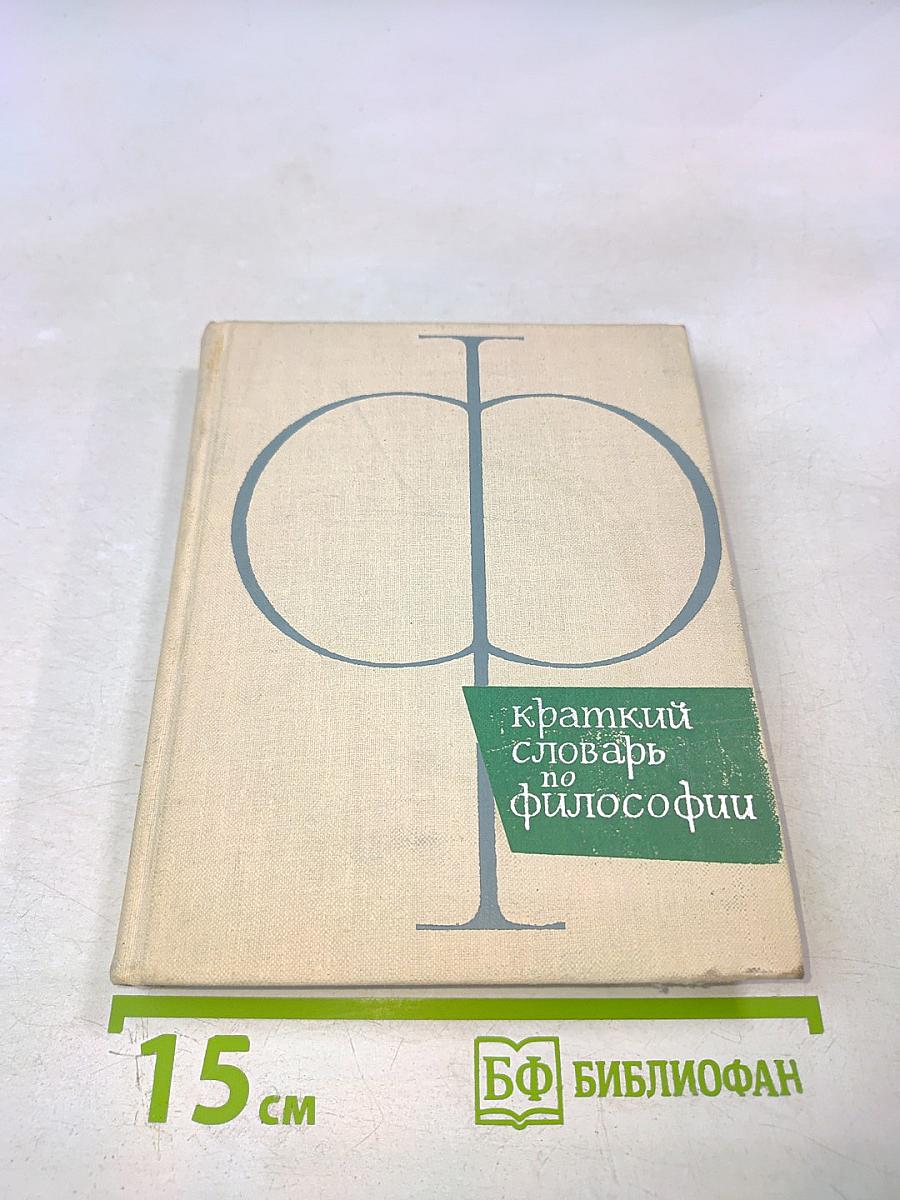 Ф
краткий
словарь
по
философии
15 см
БФ БИБЛИОФАН